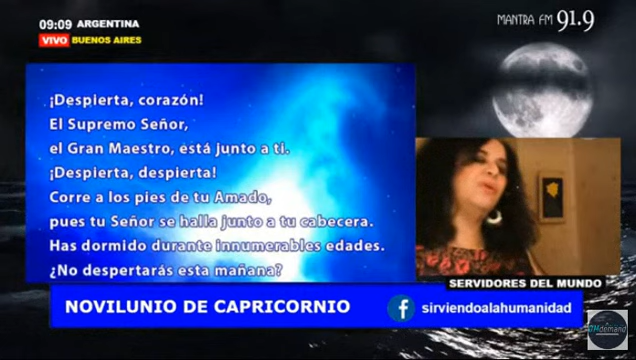 09:09 ARGENTINA
VIVO BUENOS AIRES
MANTRA FM 91.9
¡Despierta, corazón!
El Supremo Señor,
el Gran Maestro, está junto a ti.
¡Despierta, despierta!
Corre a los pies de tu Amado,
pues tu Señor se halla junto a tu cabecera.
Has dormido durante innumerables edades.
¿No despertarás esta mañana?
SERVIDORES DEL MUNDO
NOVILUNIO DE CAPRICORNIO
f sirviendoalahumanidad